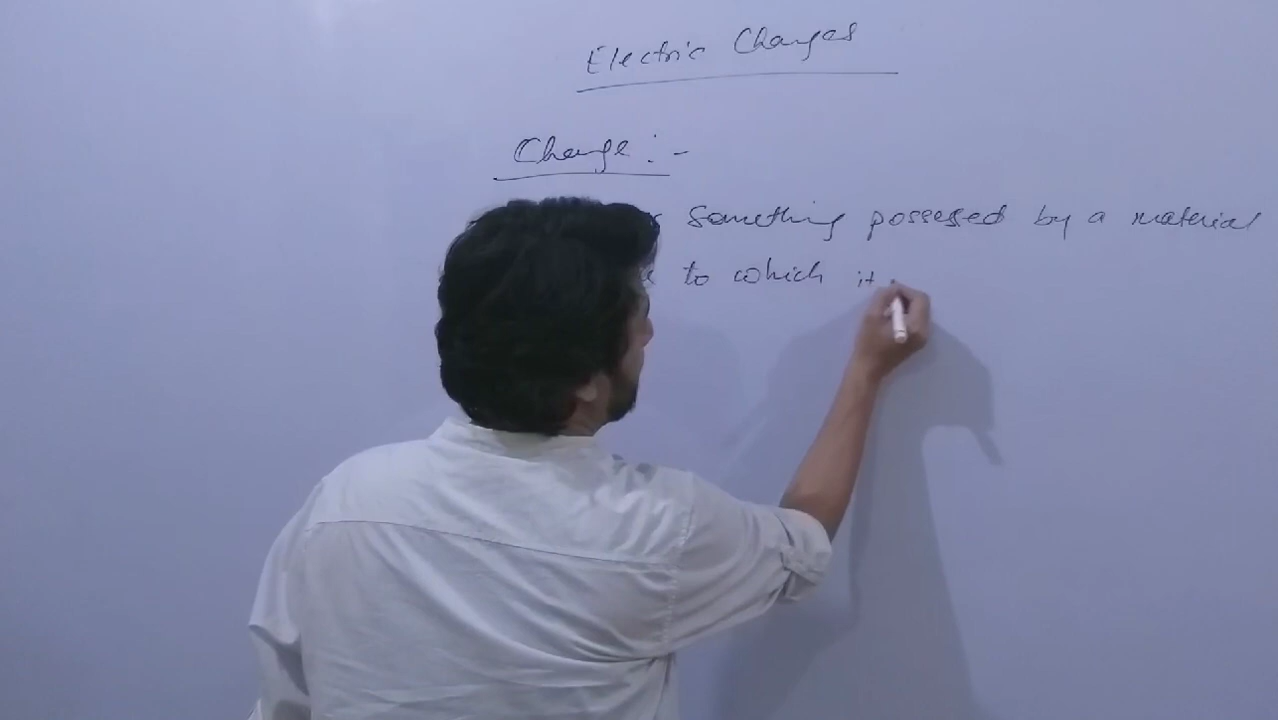 Electric Charges
Charge :-
something possessed by a material
to which it